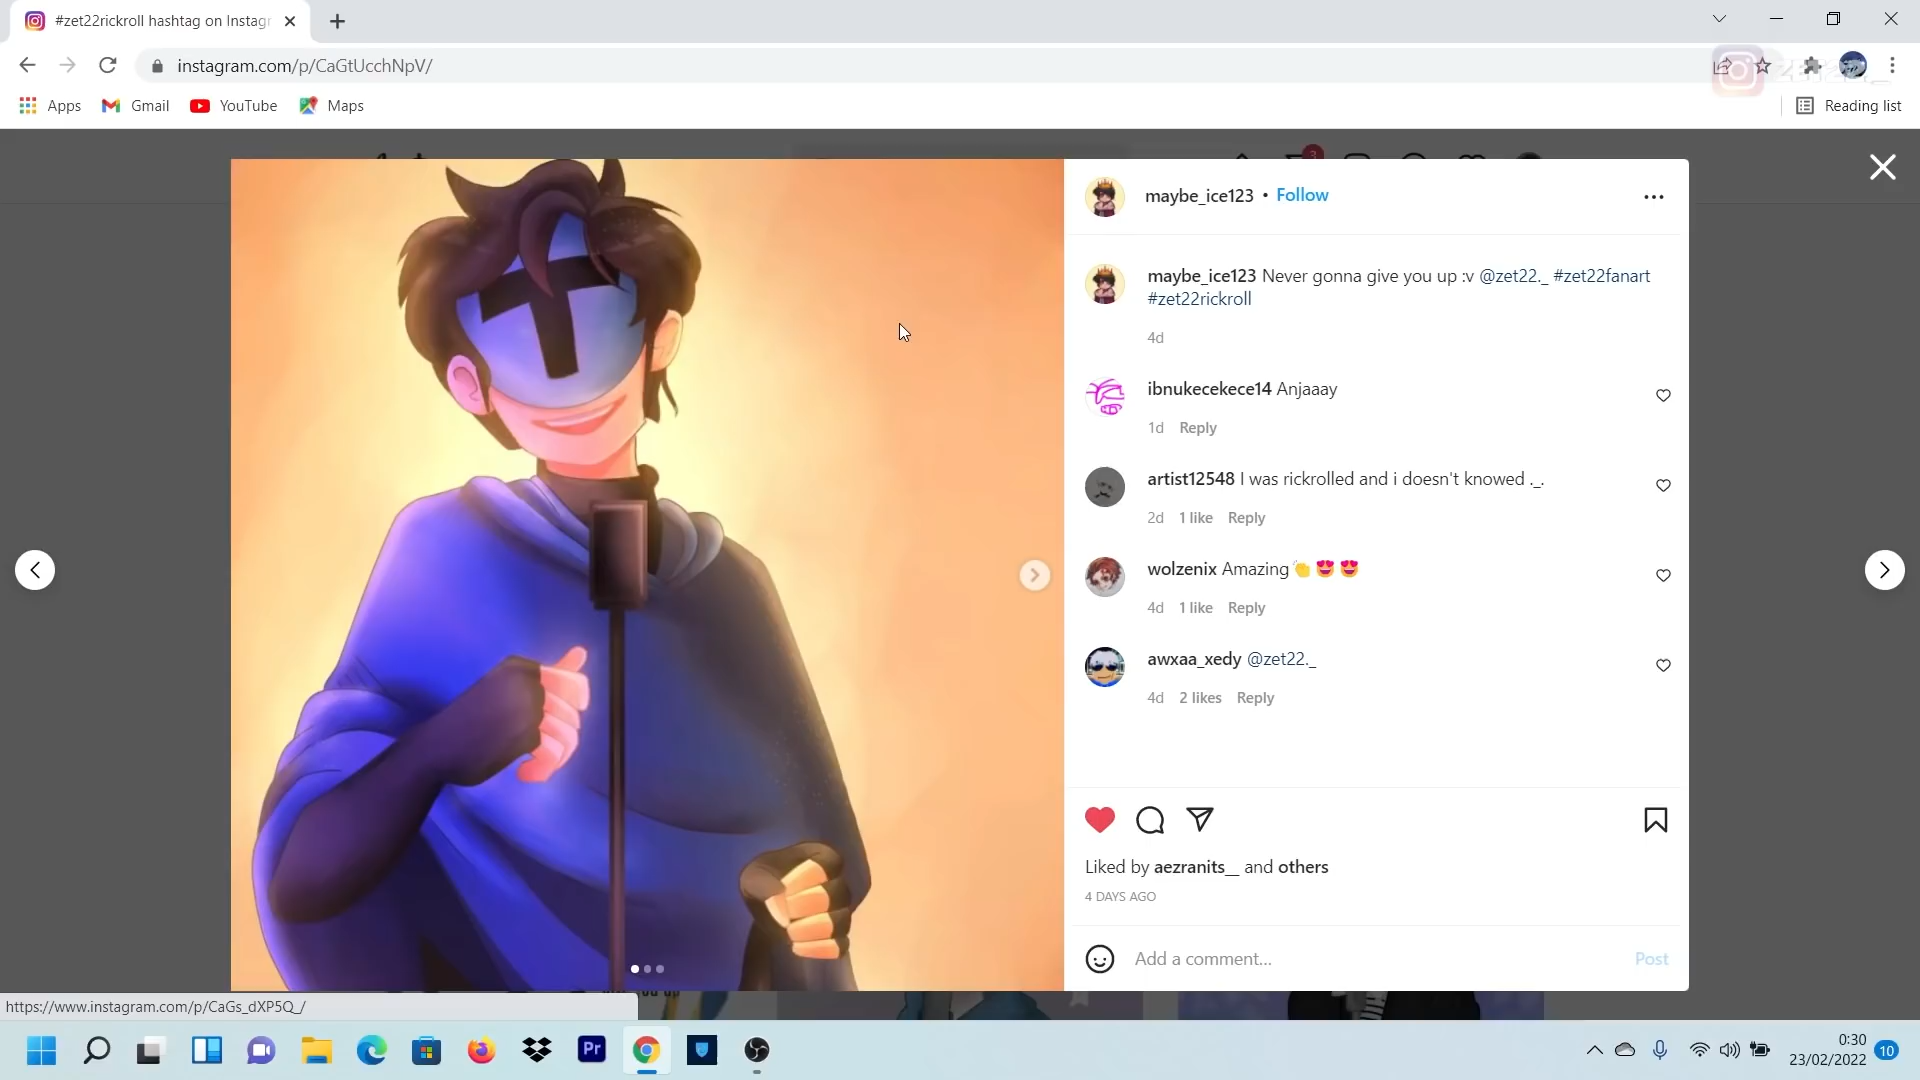 #zet22rickroll hashtag on Instagr
instagram.com/p/CaGtUcchNpV/
Apps Gmail YouTube Maps Reading list
3
maybe_ice123 • Follow
maybe_ice123 Never gonna give you up :v @zet22._ #zet22fanart
#zet22rickroll
4d
ibnukecekece14 Anjaaay
1d Reply
artist12548 I was rickrolled and i doesn't knowed ._.
2d 1 like Reply
wolzenix Amazing👏😍😍
4d 1 like Reply
awxaa_xedy @zet22._
4d 2 likes Reply
Liked by aezranits__ and others
4 DAYS AGO
Add a comment... Post
https://www.instagram.com/p/CaGs_dXP5Q_/
Pr
0:30
23/02/2022 10